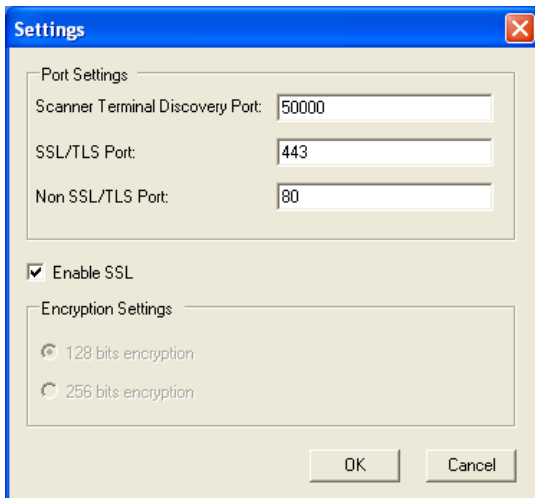 Settings
Port Settings
Scanner Terminal Discovery Port: 50000
SSL/TLS Port: 443
Non SSL/TLS Port: 80
Enable SSL
Encryption Settings
128 bits encryption
256 bits encryption
OK Cancel